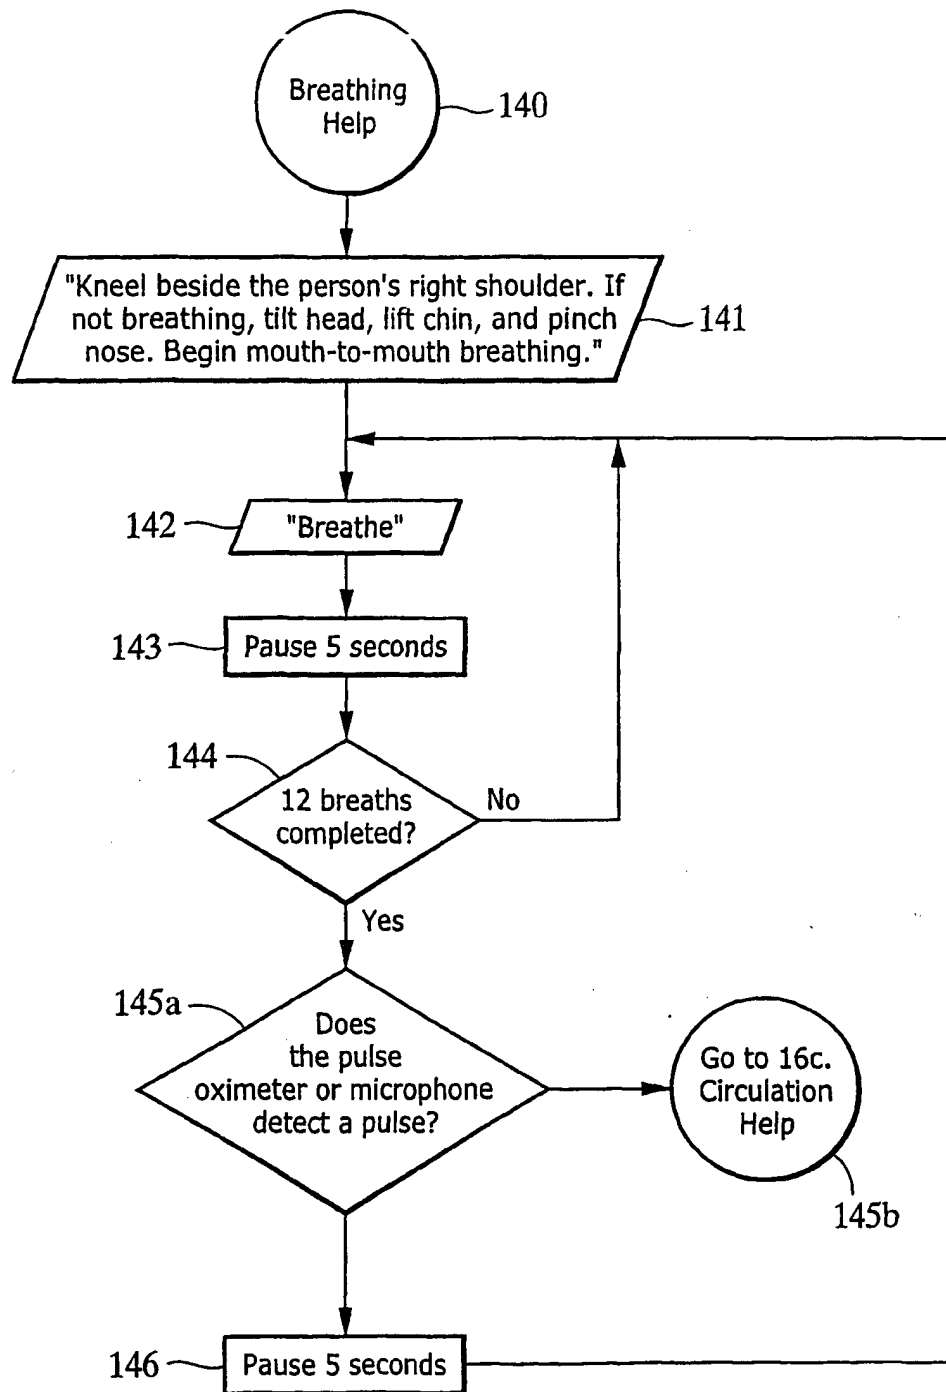 Breathing
Help
140
"Kneel beside the person's right shoulder. If
not breathing, tilt head, lift chin, and pinch
nose. Begin mouth-to-mouth breathing."
141
142
"Breathe"
143
Pause 5 seconds
144
12 breaths
completed?
No
Yes
145a
Does
the pulse
oximeter or microphone
detect a pulse?
Go to 16c.
Circulation
Help
145b
146
Pause 5 seconds